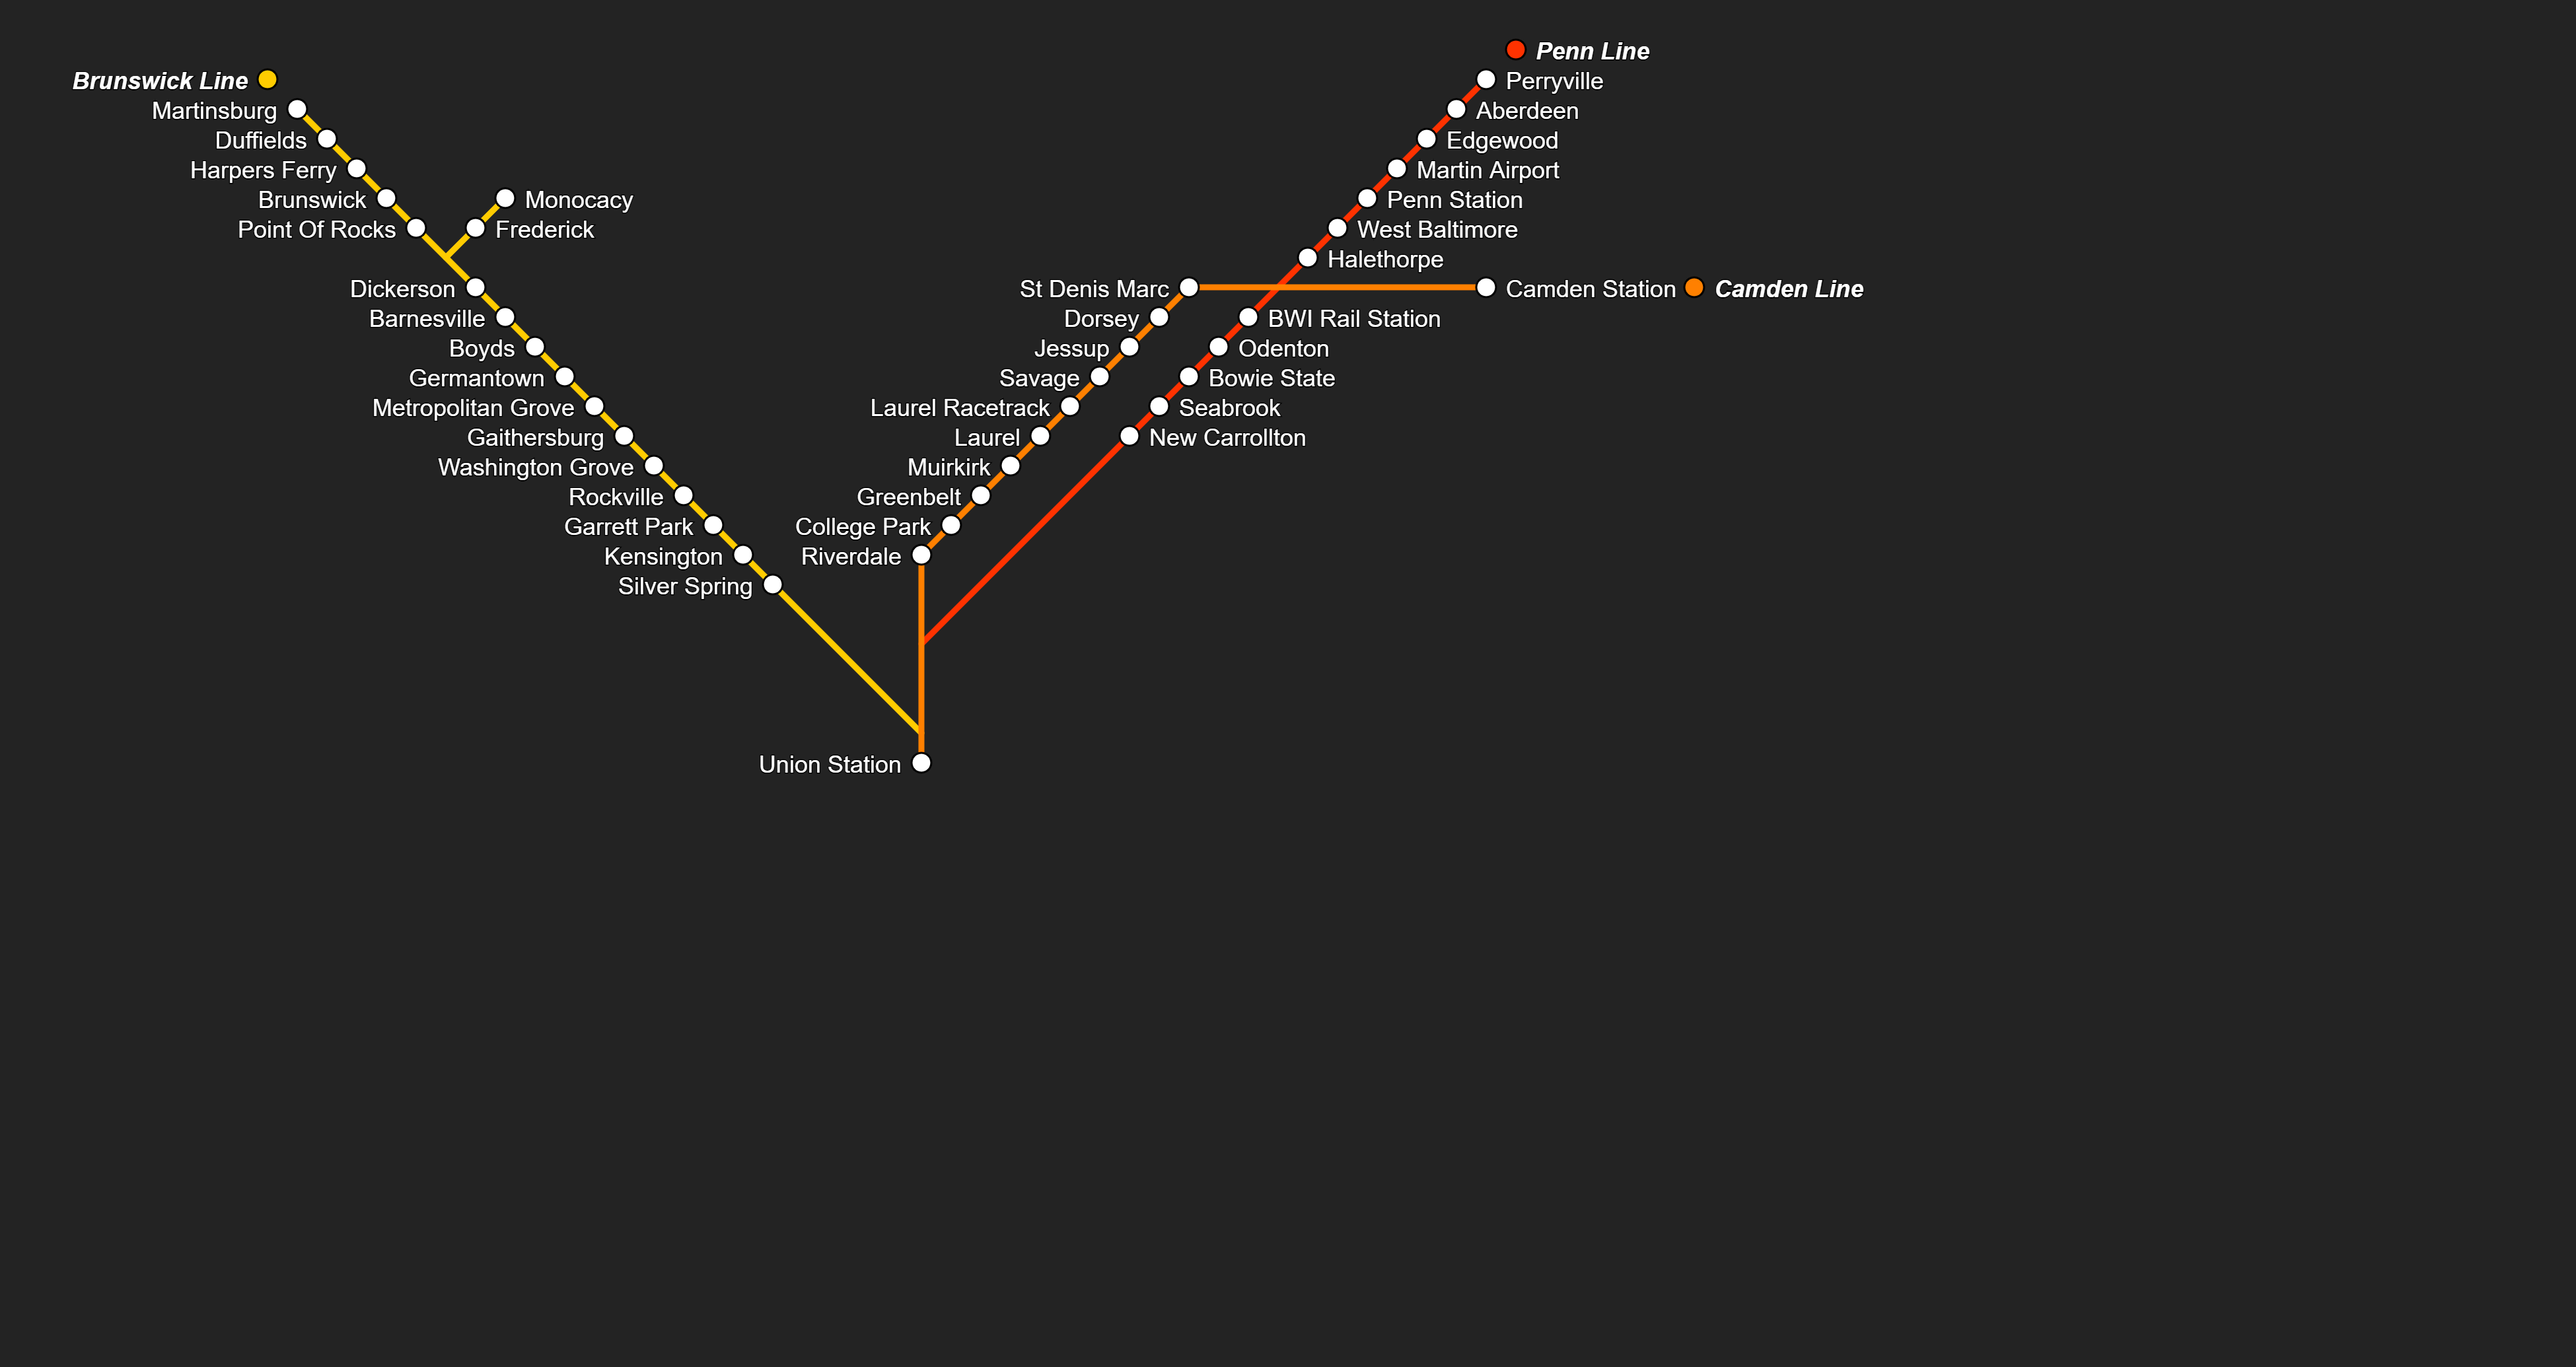 Brunswick Line
Martinsburg
Duffields
Harpers Ferry
Brunswick
Point Of Rocks
Monocacy
Frederick
Dickerson
Barnesville
Boyds
Germantown
Metropolitan Grove
Gaithersburg
Washington Grove
Rockville
Garrett Park
Kensington
Silver Spring
Union Station
St Denis Marc
Dorsey
Jessup
Savage
Laurel Racetrack
Laurel
Muirkirk
Greenbelt
College Park
Riverdale
Camden Station
Camden Line
Penn Line
Perryville
Aberdeen
Edgewood
Martin Airport
Penn Station
West Baltimore
Halethorpe
BWI Rail Station
Odenton
Bowie State
Seabrook
New Carrollton